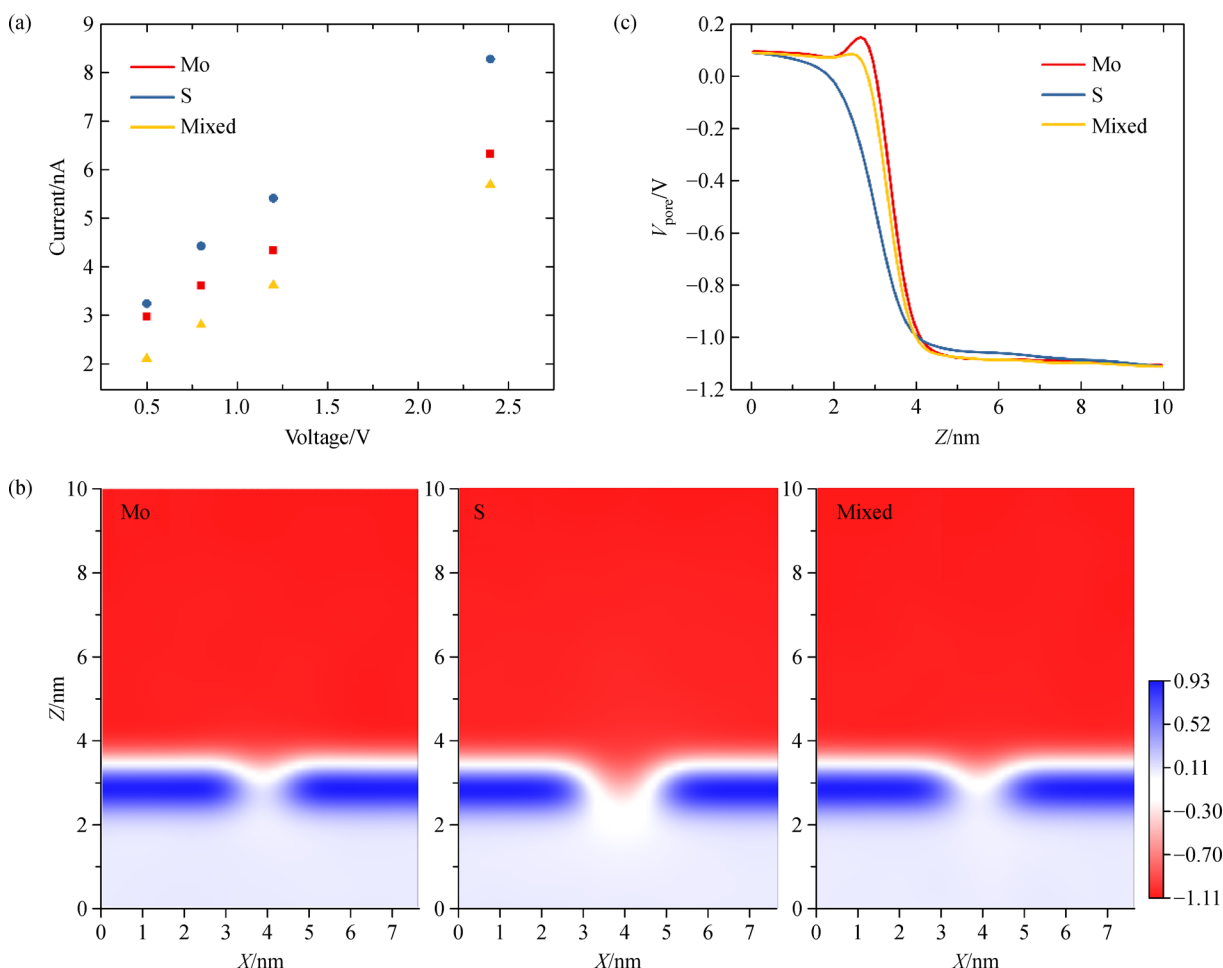 (a)
9
8
7
6
5
4
3
2
Current/nA
Mo
S
Mixed
0.5 1.0 1.5 2.0 2.5
Voltage/V
(c)
0.2
0.0
−0.2
−0.4
−0.6
−0.8
−1.0
−1.2
Vpore/V
Mo
S
Mixed
0 2 4 6 8 10
Z/nm
(b)
10
8
6
4
2
0
Z/nm
Mo
0 1 2 3 4 5 6 7
X/nm
10
8
6
4
2
0
S
0 1 2 3 4 5 6 7
X/nm
10
8
6
4
2
0
Mixed
0 1 2 3 4 5 6 7
X/nm
0.93
0.52
0.11
−0.30
−0.70
−1.11